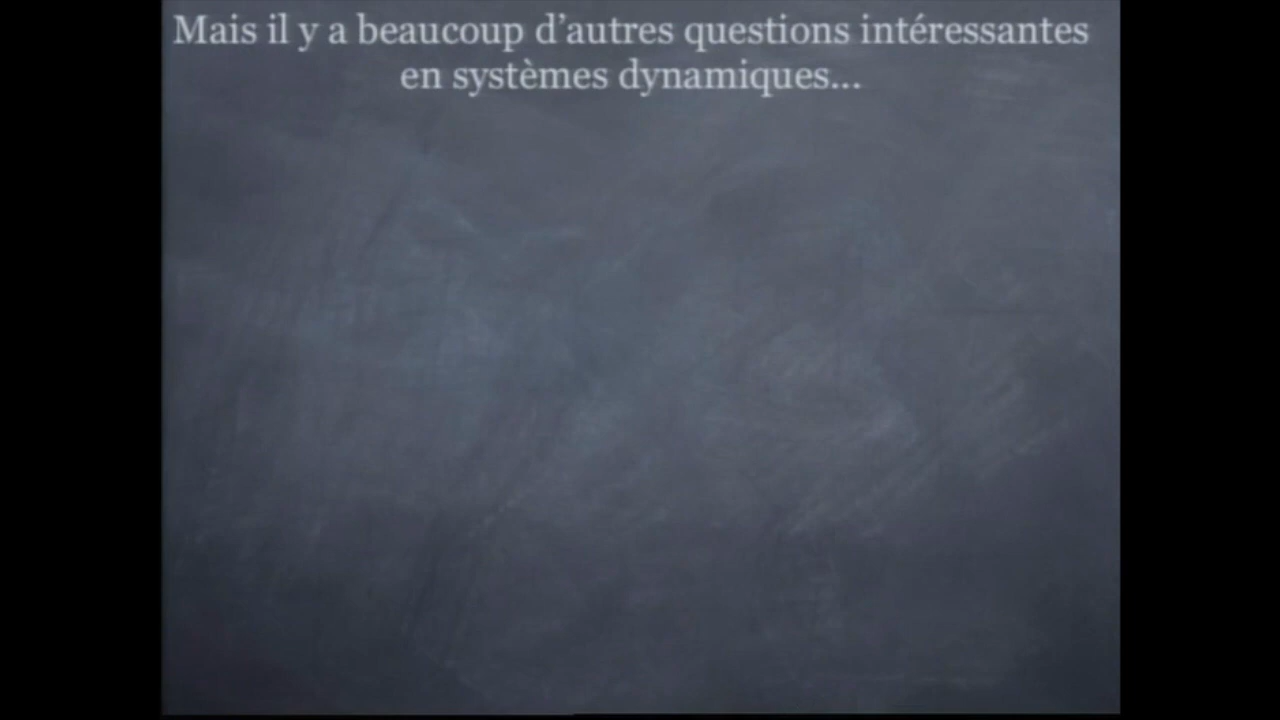 Mais il y a beaucoup d’autres questions intéressantes
en systèmes dynamiques...